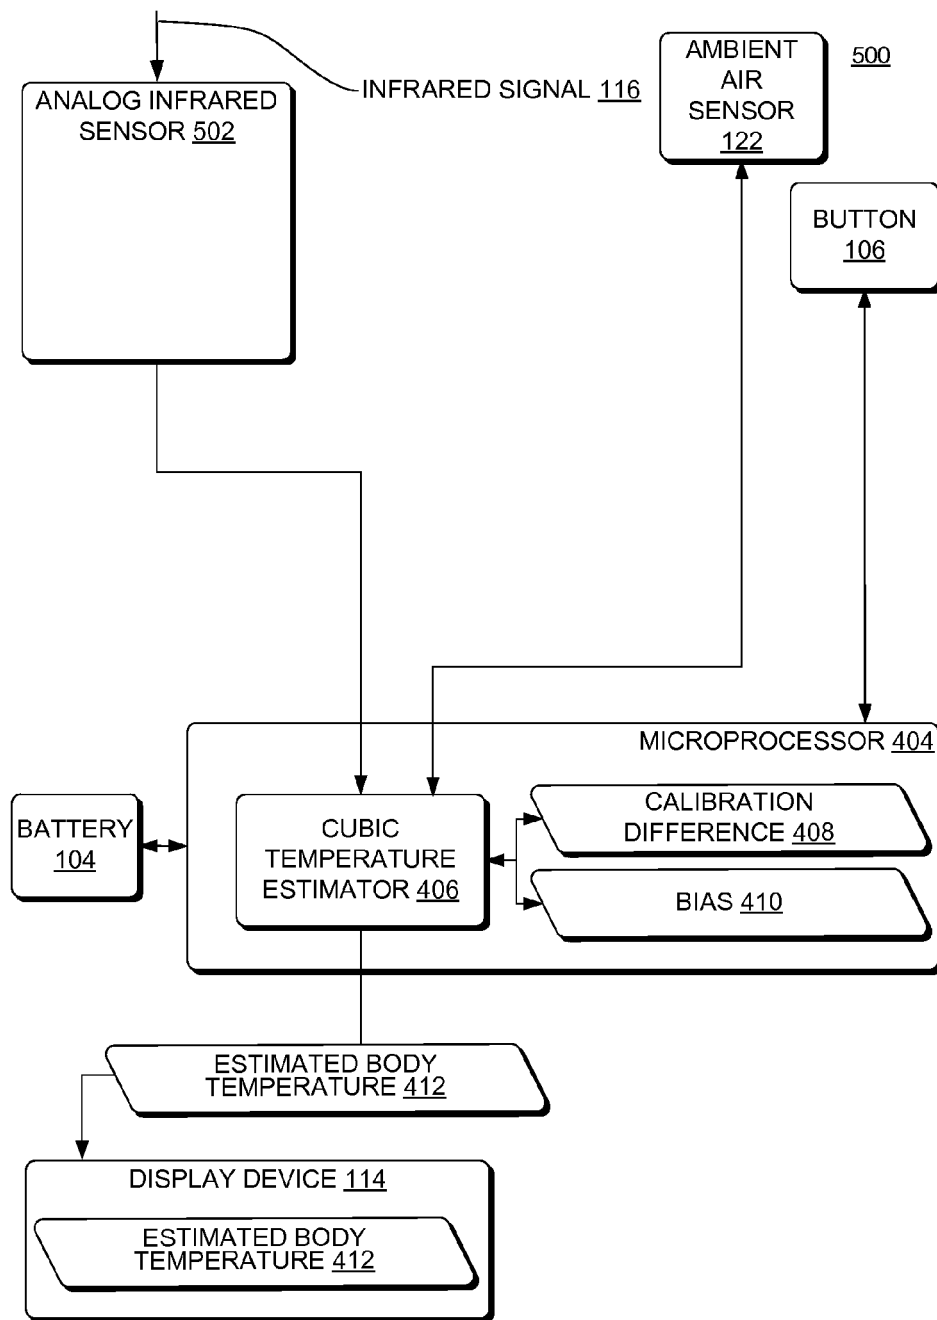 AMBIENT
AIR
SENSOR
122
500
INFRARED SIGNAL 116
ANALOG INFRARED
SENSOR 502
BUTTON
106
MICROPROCESSOR 404
BATTERY
104
CUBIC
TEMPERATURE
ESTIMATOR 406
CALIBRATION
DIFFERENCE 408
BIAS 410
ESTIMATED BODY
TEMPERATURE 412
DISPLAY DEVICE 114
ESTIMATED BODY
TEMPERATURE 412